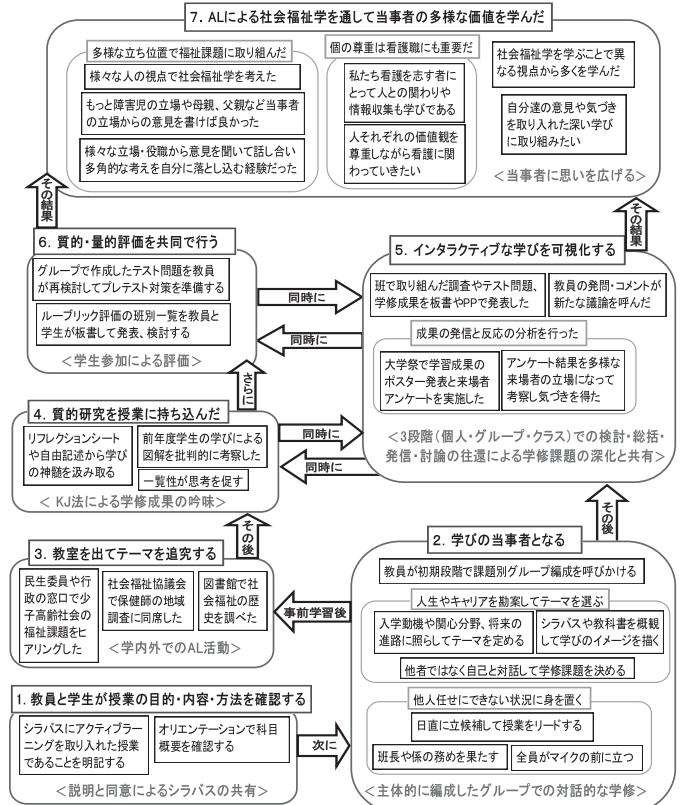 7. ALによる社会福祉学を通して当事者の多様な価値を学んだ
多様な立ち位置で福祉課題に取り組んだ
様々な人の視点で社会福祉学を考えた
もっと障害児の立場や母親、父親など当事者
の立場からの意見を書けば良かった
様々な立場・役職から意見を聞いて話し合い
多角的な考えを自分に落とし込む経験だった
個の尊重は看護職にも重要だ
私たち看護を志す者に
とって人との関わりや
情報収集も学びである
人それぞれの価値観を
尊重しながら看護に関
わっていきたい
社会福祉学を学ぶことで異
なる視点から多くを学んだ
自分達の意見や気づき
を取り入れた深い学び
に取り組みたい
<当事者に思いを広げる>
その結果
その結果
6. 質的・量的評価を共同で行う
グループで作成したテスト問題を教員
が再検討してプレテスト対策を準備する
ルーブリック評価の班別一覧を教員と
学生が板書して発表、検討する
<学生参加による評価>
同時に
同時に
5. インタラクティブな学びを可視化する
班で取り組んだ調査やテスト問題、
学修成果を板書やPPで発表した
教員の発問・コメントが
新たな議論を呼んだ
成果の発信と反応の分析を行った
大学祭で学習成果の
ポスター発表と来場者
アンケートを実施した
アンケート結果を多様な
来場者の立場になって
考察し気づきを得た
<3段階(個人・グループ・クラス)での検討・総括・
発信・討論の往還による学修課題の深化と共有>
さらに
4. 質的研究を授業に持ち込んだ
リフレクションシート
や自由記述から学び
の神髄を汲み取る
前年度学生の学びによる
図解を批判的に考察した
一覧性が思考を促す
< KJ法による学修成果の吟味>
同時に
同時に
その後
その後
3. 教室を出てテーマを追究する
民生委員や行
政の窓口で少
子高齢社会の
福祉課題をヒ
アリングした
社会福祉協議会
で保健師の地域
調査に同席した
図書館で社
会福祉の歴
史を調べた
<学内外でのAL活動>
事前学習後
2. 学びの当事者となる
教員が初期段階で課題別グループ編成を呼びかける
人生やキャリアを勘案してテーマを選ぶ
入学動機や関心分野、将来の
進路に照らしてテーマを定める
シラバスや教科書を概観
して学びのイメージを描く
他者ではなく自己と対話して学修課題を決める
他人任せにできない状況に身を置く
日直に立候補して授業をリードする
班長や係の務めを果たす
全員がマイクの前に立つ
<主体的に編成したグループでの対話的な学修>
1. 教員と学生が授業の目的・内容・方法を確認する
シラバスにアクティブラー
ニングを取り入れた授業
であることを明記する
オリエンテーションで科目
概要を確認する
<説明と同意によるシラバスの共有>
次に